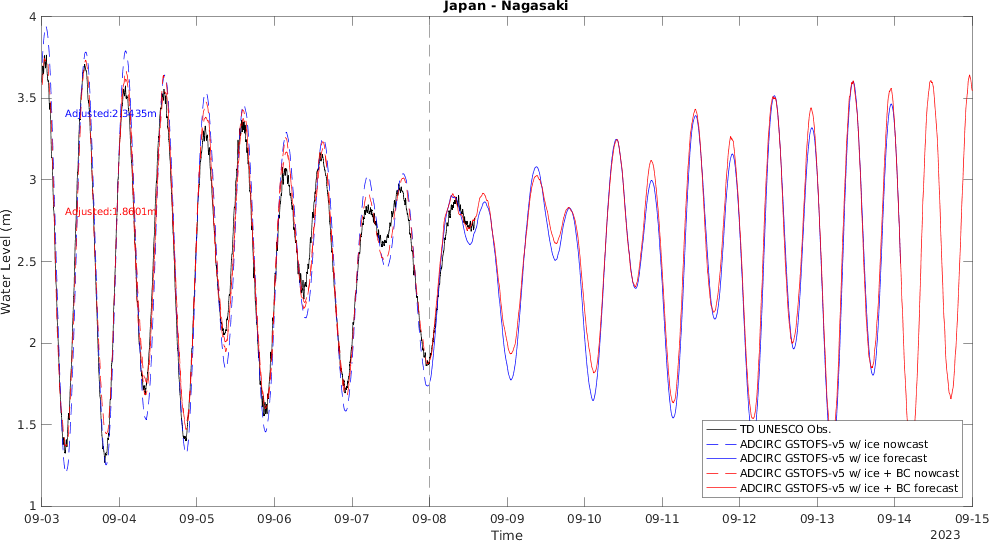 Japan - Nagasaki
4
3.5
3
2.5
2
1.5
1
Water Level (m)
Adjusted:2.3435m
Adjusted:1.8601m
TD UNESCO Obs.
ADCIRC GSTOFS-v5 w/ ice nowcast
ADCIRC GSTOFS-v5 w/ ice forecast
ADCIRC GSTOFS-v5 w/ ice + BC nowcast
ADCIRC GSTOFS-v5 w/ ice + BC forecast
09-03 09-04 09-05 09-06 09-07 09-08 09-09 09-10 09-11 09-12 09-13 09-14 09-15
Time
2023